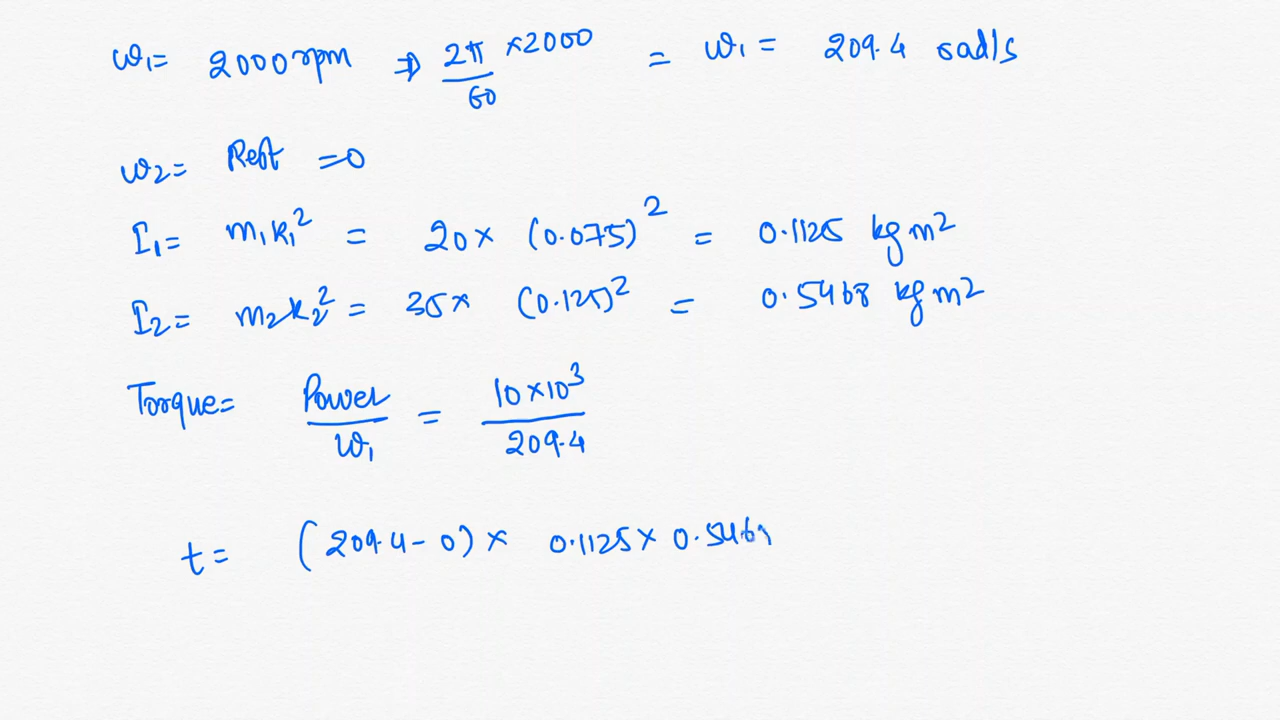 ω₁= 2000rpm ⇒ 2π/60 ×2000 = ω₁ = 209.4 rad/s
ω₂= Rest =0
I₁= m₁k₁² = 20× (0.075)² = 0.1125 kg m²
I₂= m₂k₂² = 35× (0.125)² = 0.5468 kg m²
Torque= Power/ω₁ = 10×10³/209.4
t= (209.4-0)× 0.1125× 0.5468